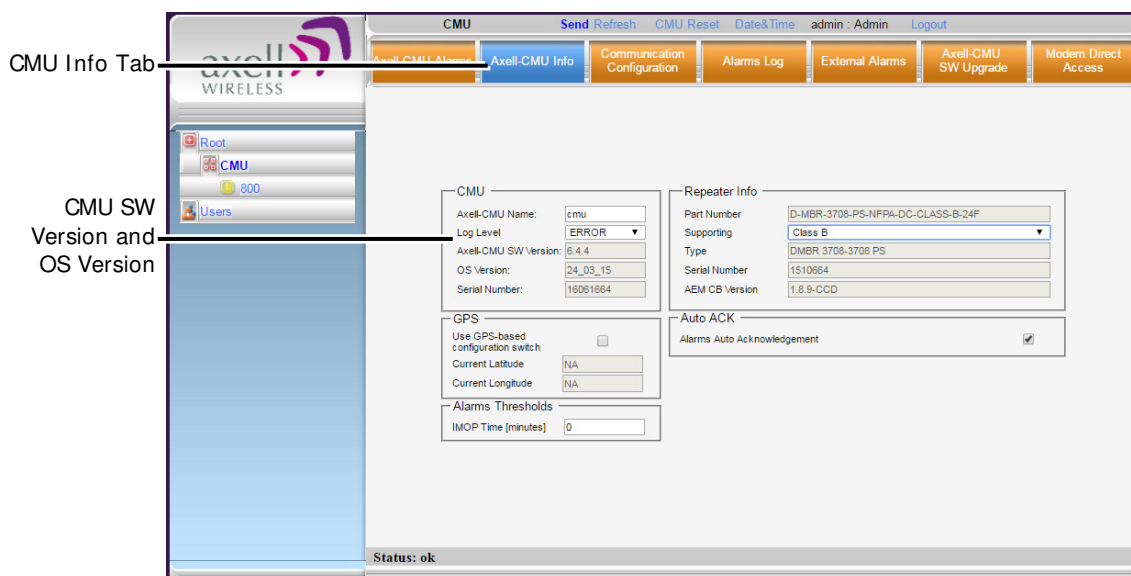 CMU Send Refresh CMU Reset Date&Time admin : Admin Logout
CMU Info Tab
axell
WIRELESS
Axell-CMU Alarms
Axell-CMU Info
Communication
Configuration
Alarms Log
External Alarms
Axell-CMU
SW Upgrade
Modem Direct
Access
Root
CMU
800
Users
CMU SW
Version and
OS Version
CMU
Axell-CMU Name: cmu
Log Level ERROR
Axell-CMU SW Version: 6.4.4
OS Version: 24_03_15
Serial Number: 16061664
GPS
Use GPS-based
configuration switch
Current Latitude NA
Current Longitude NA
Alarms Thresholds
IMOP Time [minutes] 0
Repeater Info
Part Number D-MBR-3708-PS-NFPA-DC-CLASS-B-24F
Supporting Class B
Type DMBR 3708-3708 PS
Serial Number 1510664
AEM CB Version 1.8.9-CCD
Auto ACK
Alarms Auto Acknowledgement
Status: ok